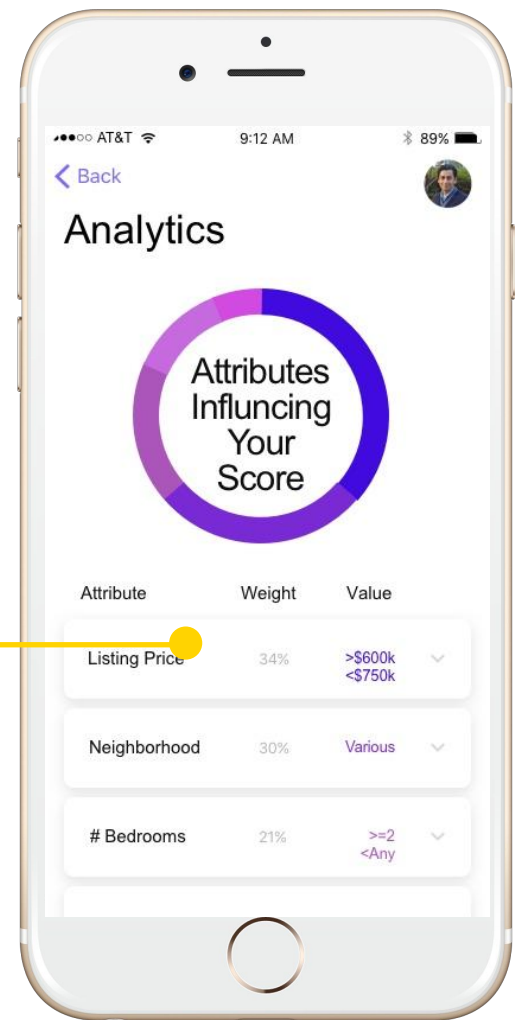 AT&T 9:12 AM 89%
Back
Analytics
Attributes
Influncing
Your
Score
Attribute Weight Value
Listing Price 34% >$600k
<$750k
Neighborhood 30% Various
# Bedrooms 21% >=2
<Any